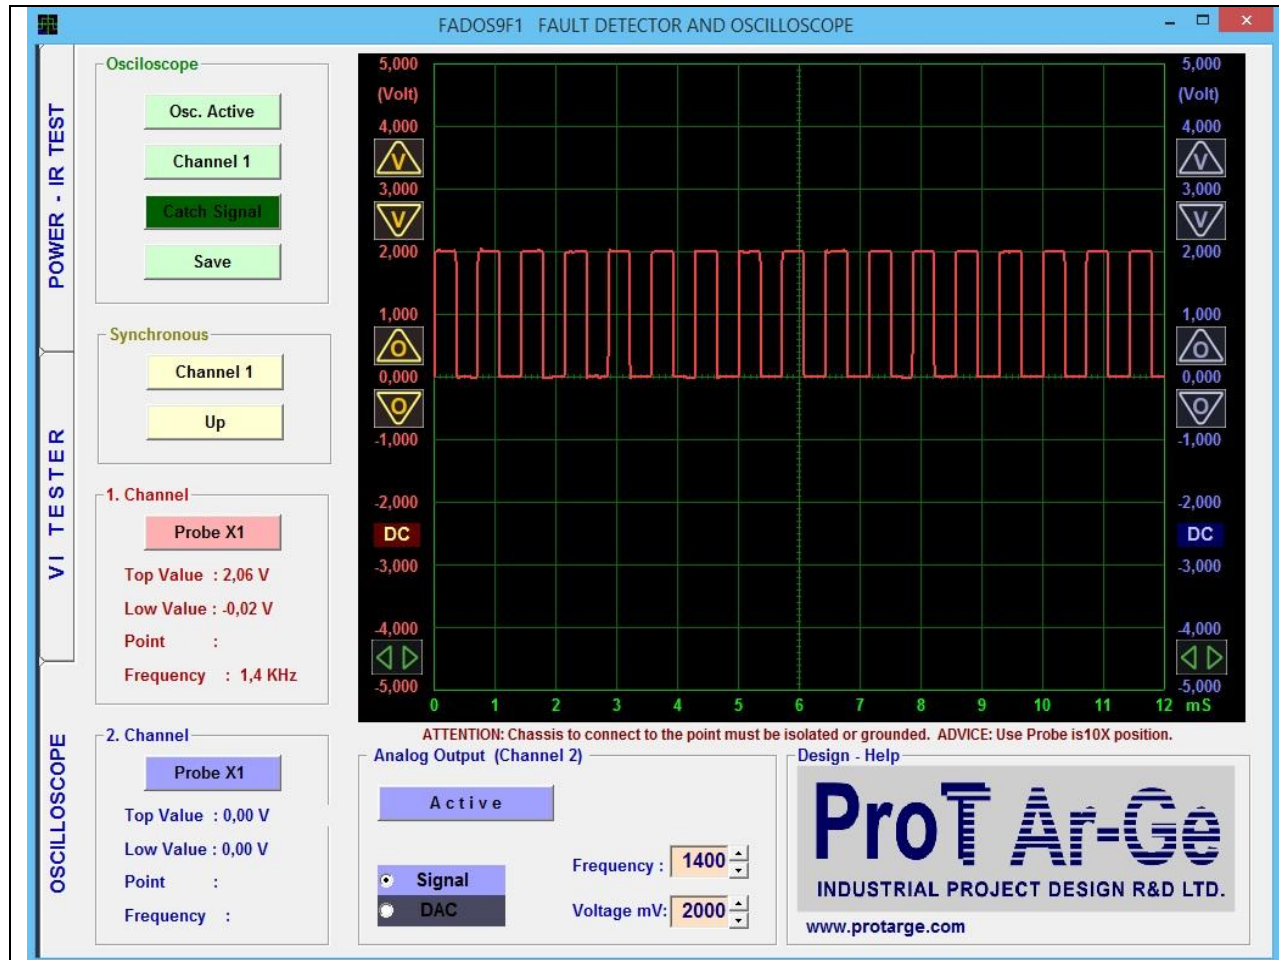 FADOS9F1 FAULT DETECTOR AND OSCILLOSCOPE
POWER - IR TEST
VI TESTER
OSCILLOSCOPE
Osciloscope
Osc. Active
Channel 1
Catch Signal
Save
Synchronous
Channel 1
Up
1. Channel
Probe X1
Top Value : 2,06 V
Low Value : -0,02 V
Point :
Frequency : 1,4 KHz
2. Channel
Probe X1
Top Value : 0,00 V
Low Value : 0,00 V
Point :
Frequency :
5,000
(Volt)
4,000
V
3,000
V
2,000
1,000
O
0,000
O
-1,000
-2,000
DC
-3,000
-4,000
-5,000
5,000
(Volt)
4,000
V
3,000
V
2,000
1,000
O
0,000
O
-1,000
-2,000
DC
-3,000
-4,000
-5,000
0 1 2 3 4 5 6 7 8 9 10 11 12 mS
ATTENTION: Chassis to connect to the point must be isolated or grounded. ADVICE: Use Probe is10X position.
Analog Output (Channel 2)
Active
Signal
DAC
Frequency : 1400
Voltage mV: 2000
Design - Help
ProT Ar-Ge
INDUSTRIAL PROJECT DESIGN R&D LTD.
www.protarge.com